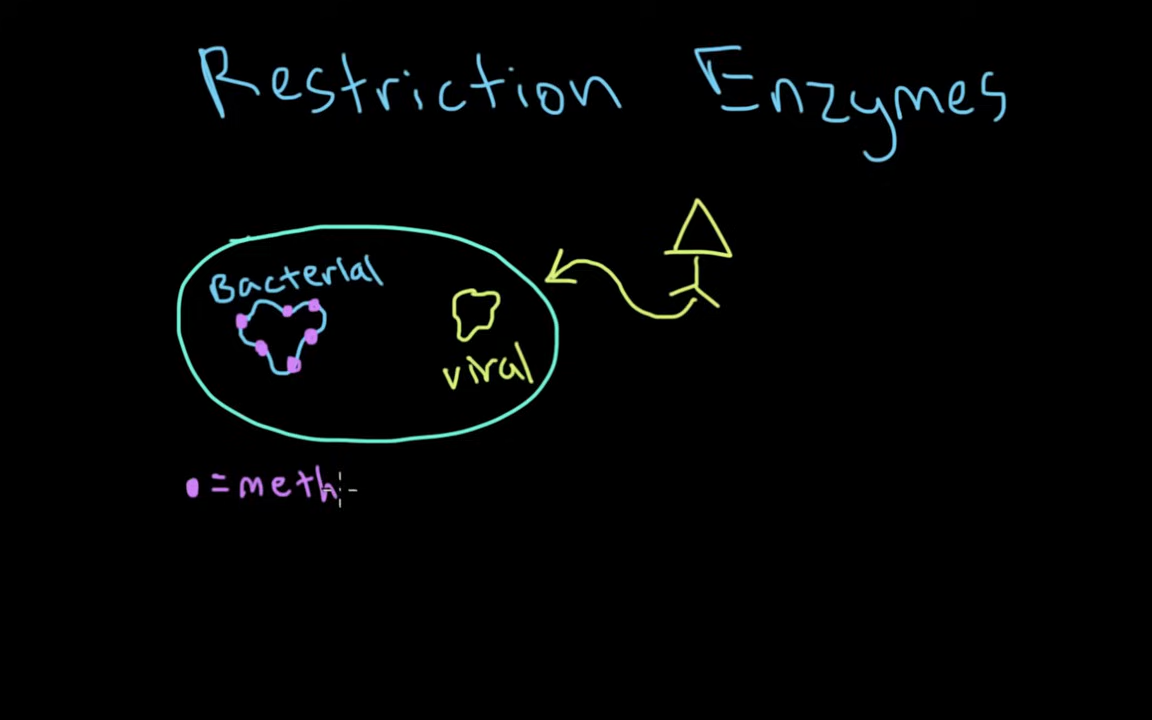 Restriction Enzymes
Bacterial
viral
= meth